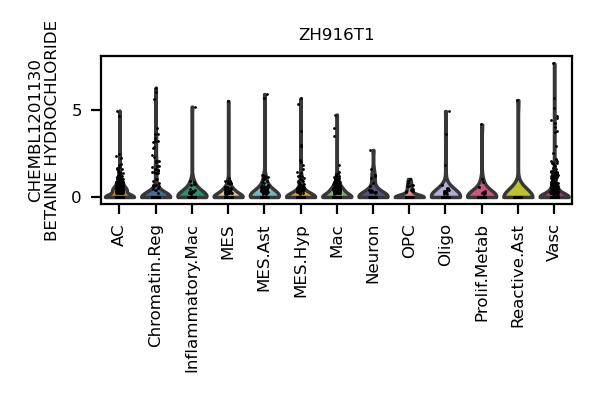 ZH916T1
CHEMBL1201130
BETAINE HYDROCHLORIDE
5
0
AC
Chromatin.Reg
Inflammatory.Mac
MES
MES.Ast
MES.Hyp
Mac
Neuron
OPC
Oligo
Prolif.Metab
Reactive.Ast
Vasc